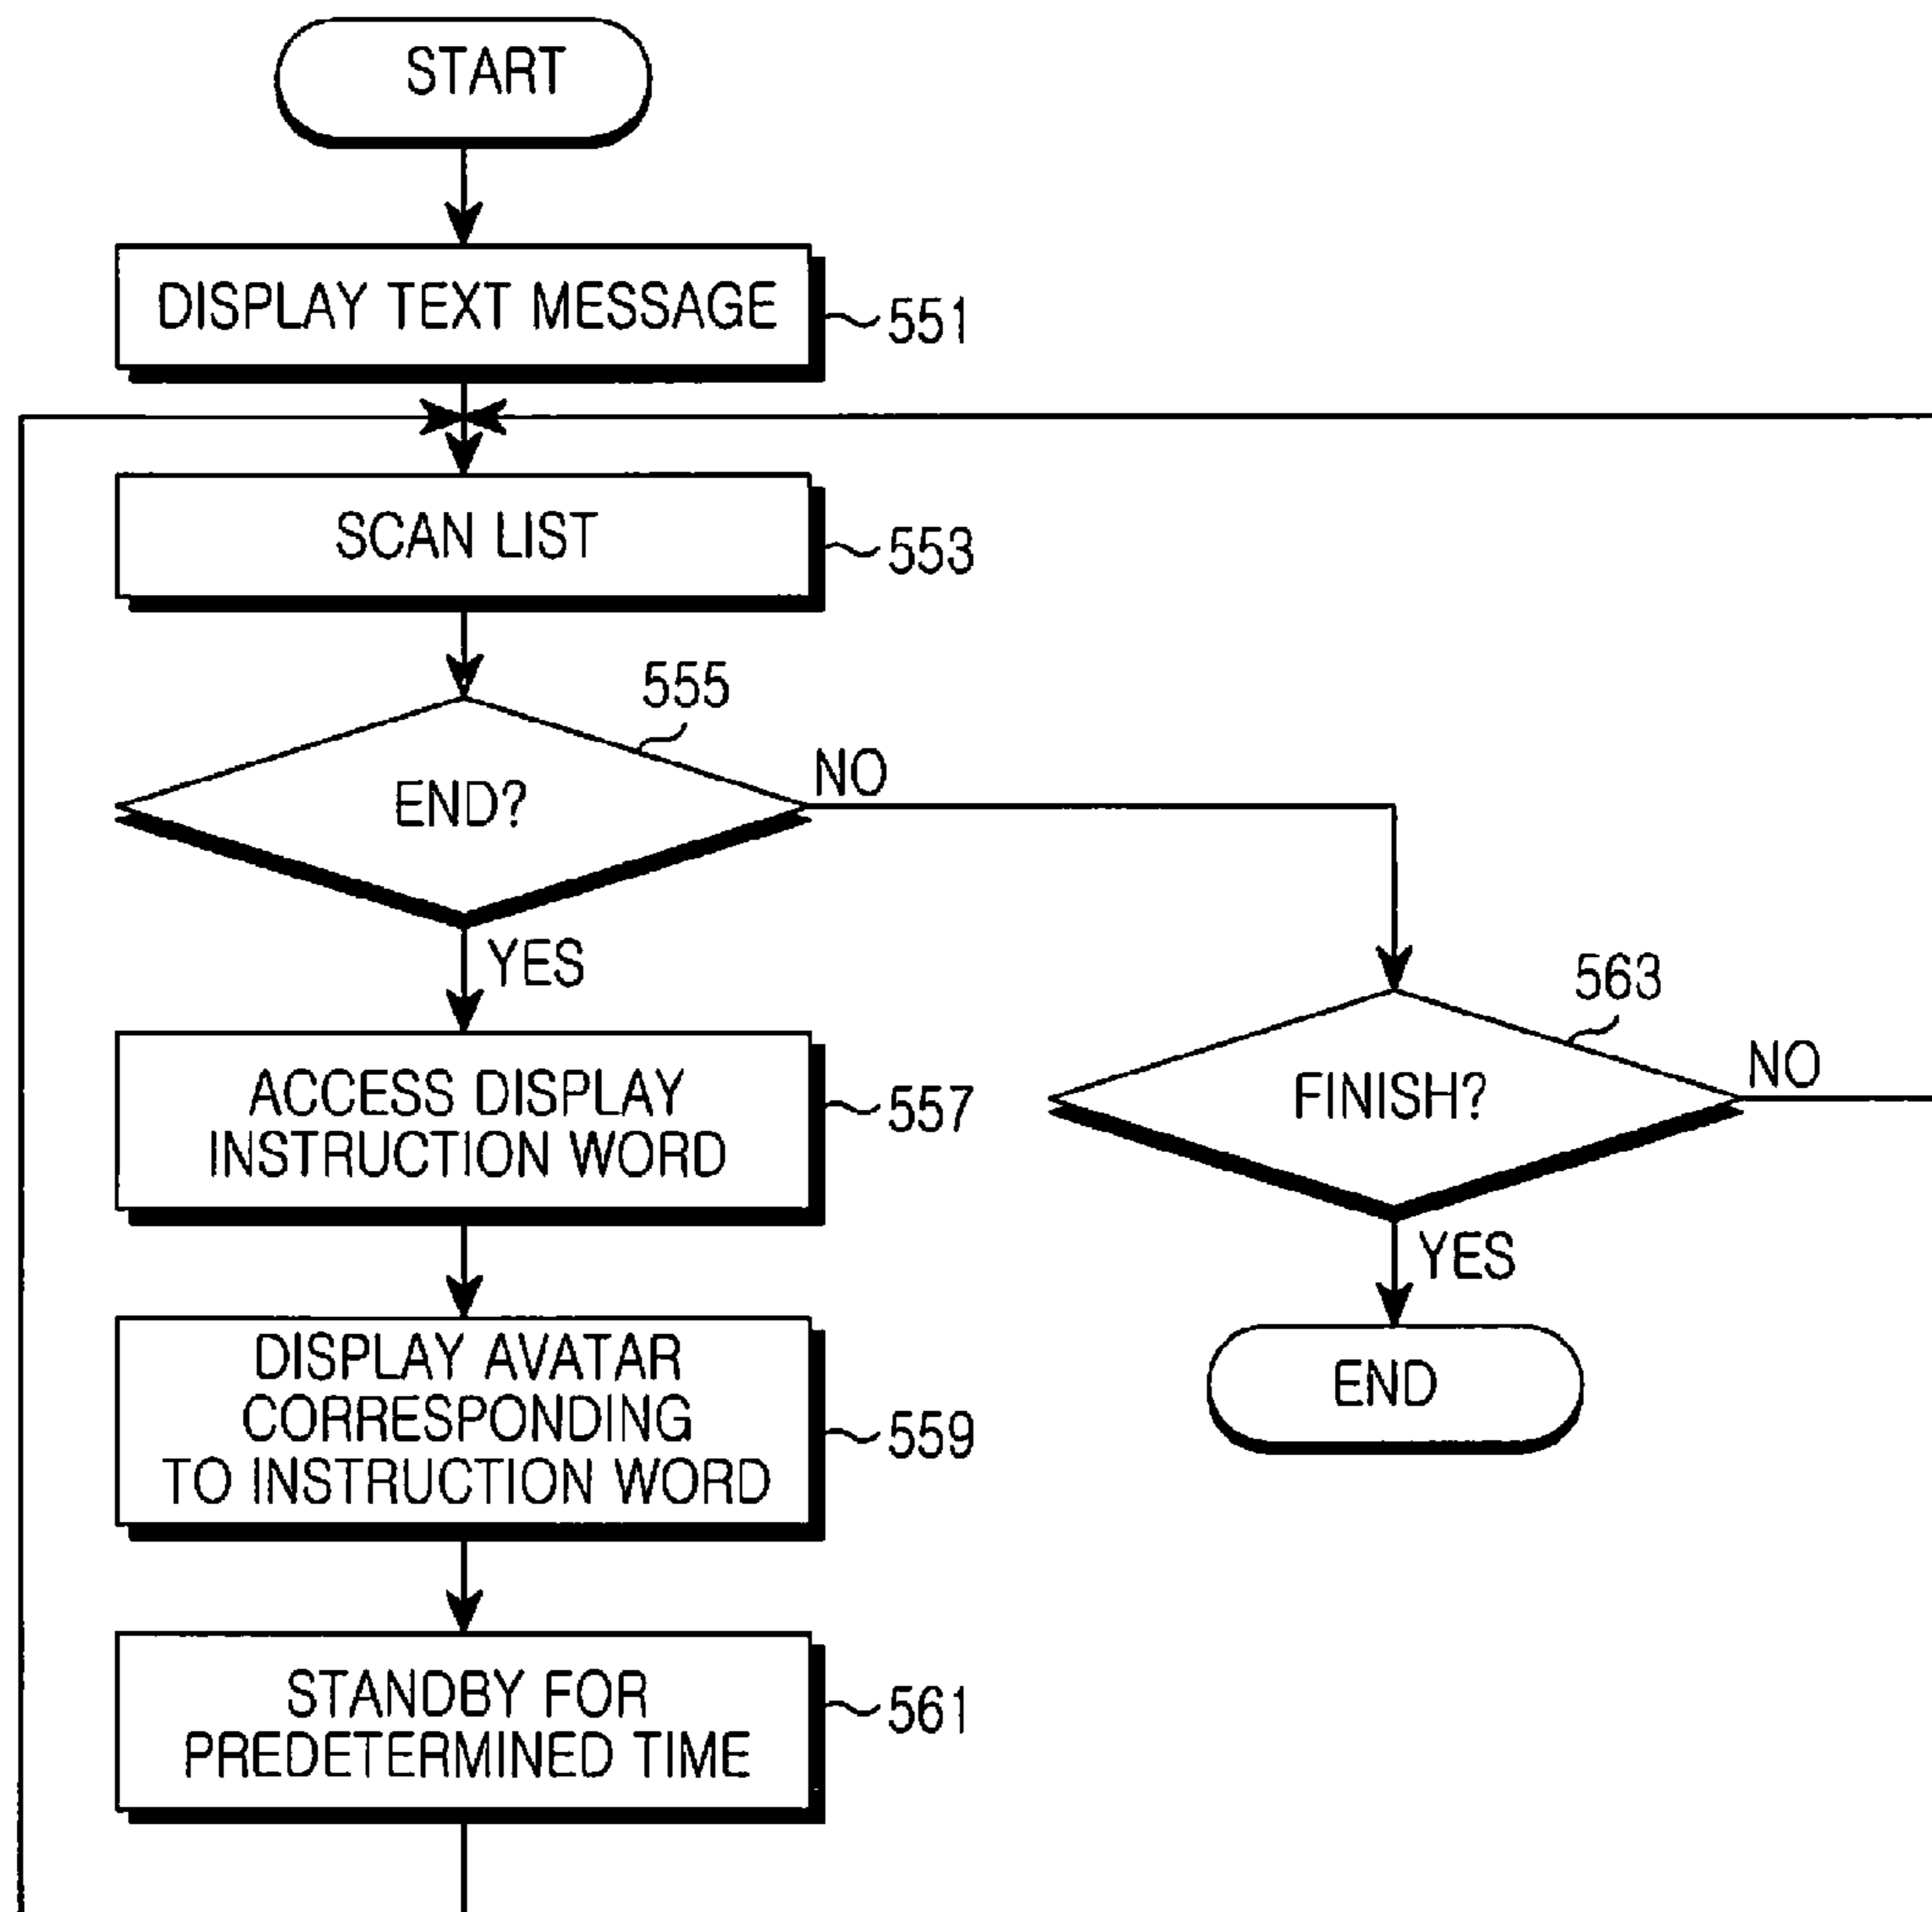 START
DISPLAY TEXT MESSAGE
551
SCAN LIST
553
555
END?
NO
YES
563
FINISH?
NO
YES
END
ACCESS DISPLAY
INSTRUCTION WORD
557
DISPLAY AVATAR
CORRESPONDING
TO INSTRUCTION WORD
559
STANDBY FOR
PREDETERMINED TIME
561